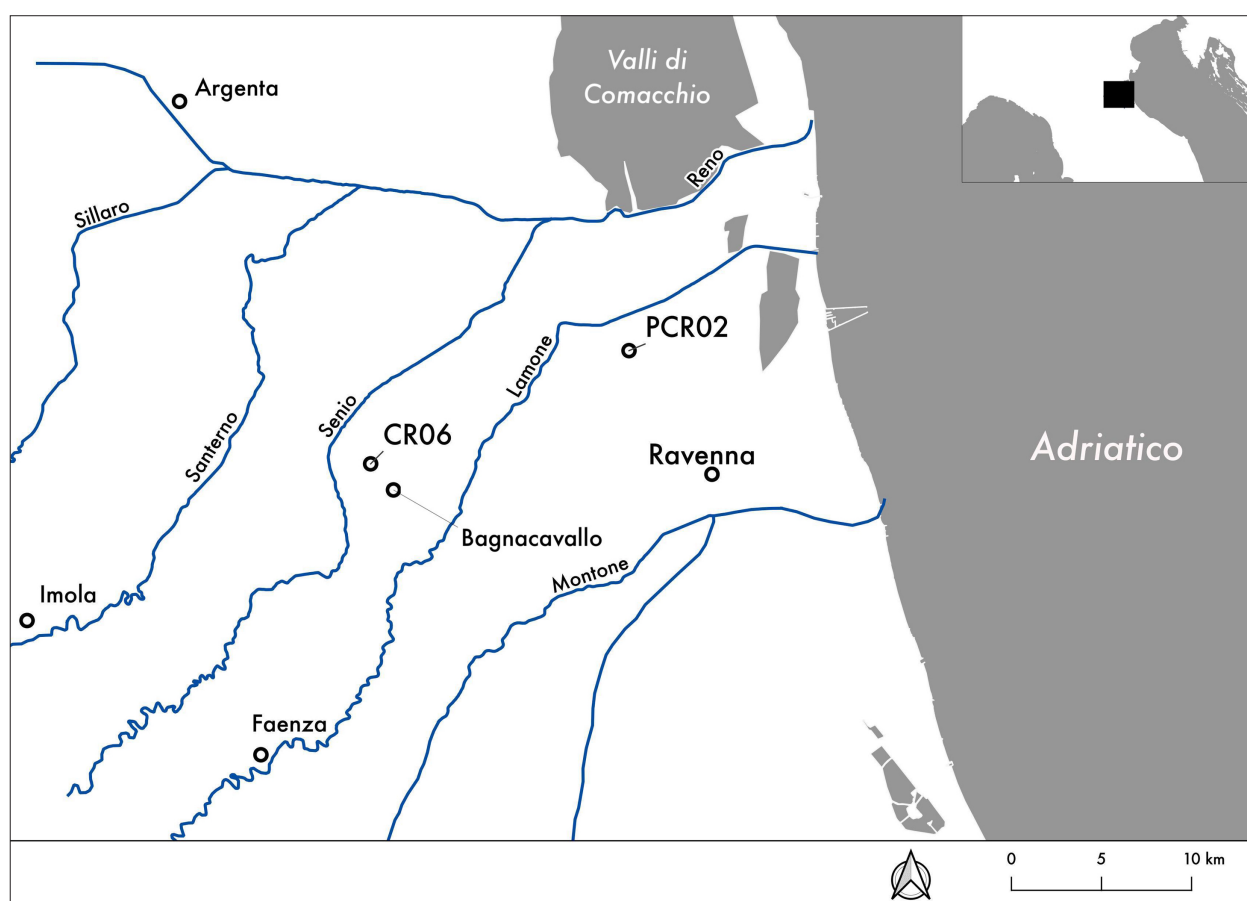 Valli di
Comacchio
Argenta
Reno
Sillaro
PCR02
Lamone
Senio
Santerno
CR06
Ravenna
Adriatico
Bagnacavallo
Montone
Imola
Faenza
0 5 10 km